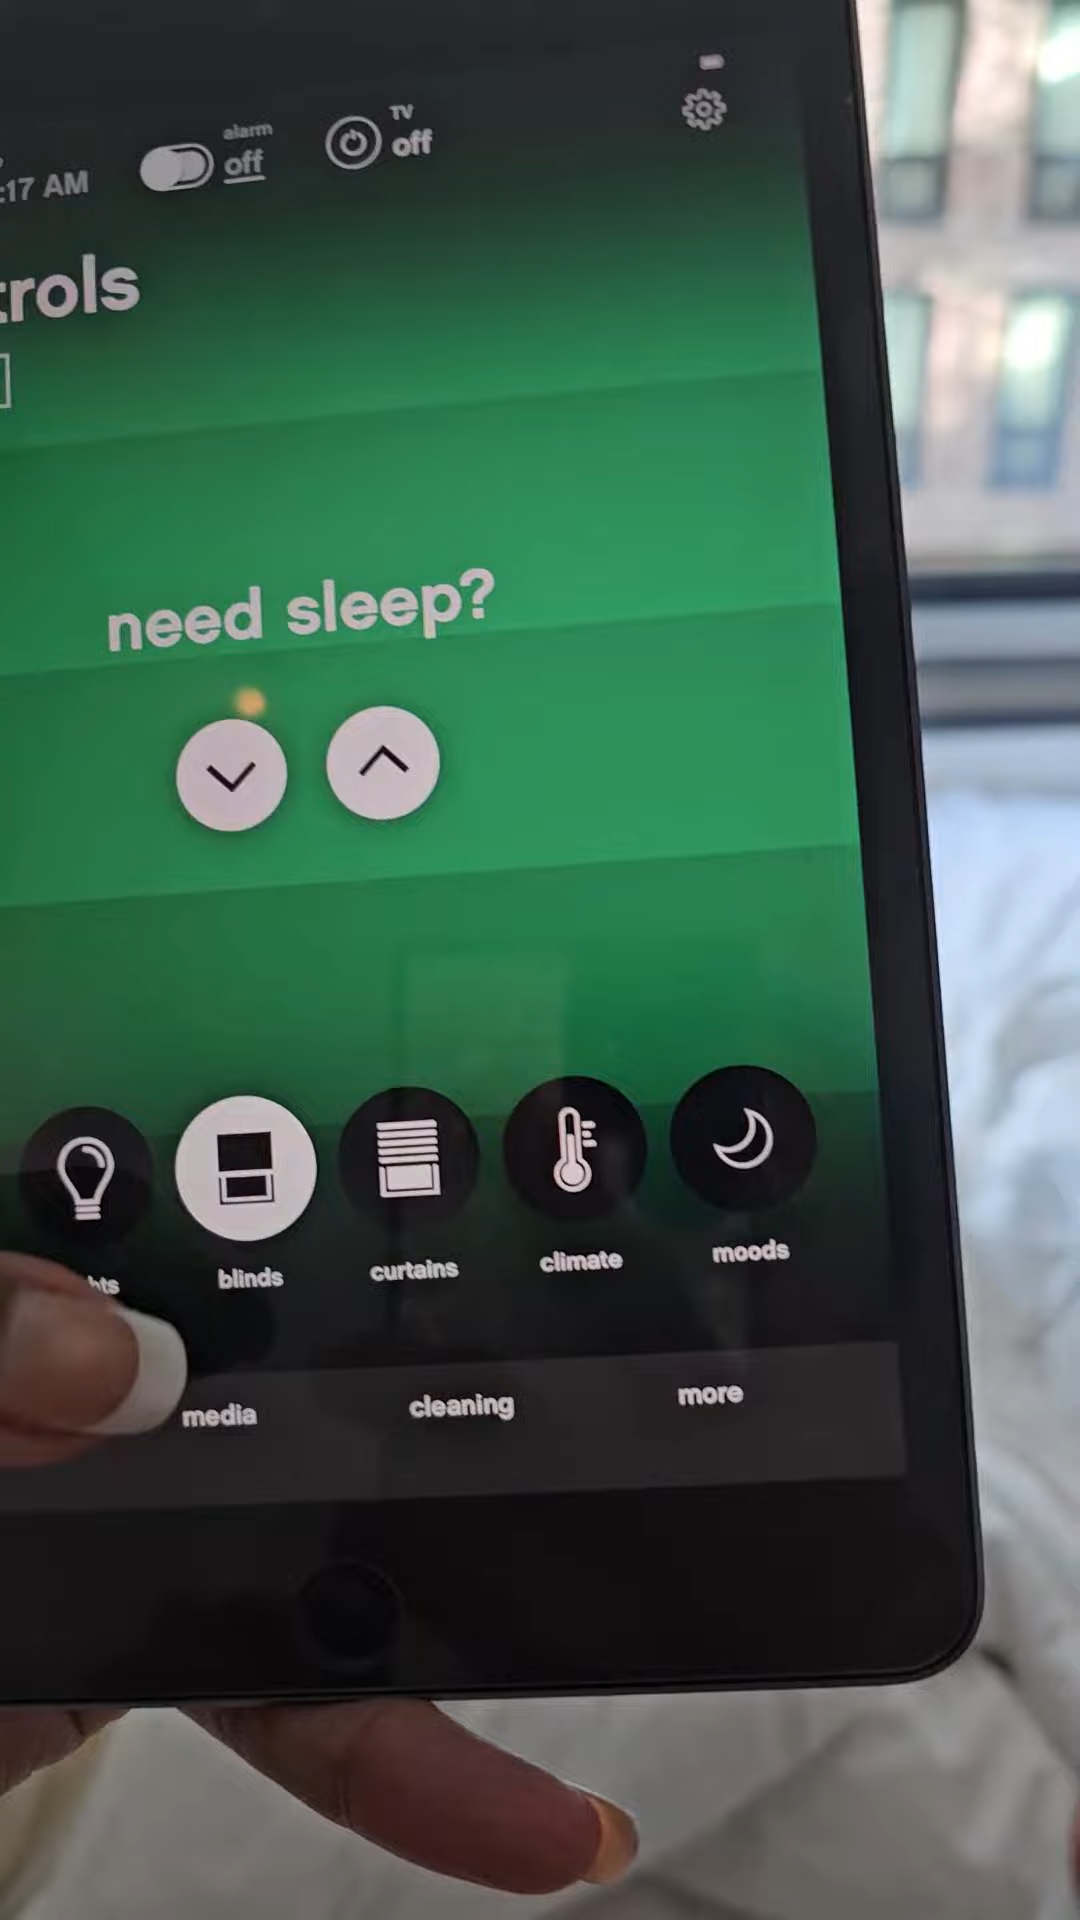 alarm
off
TV
off
:17 AM
trols
need sleep?
hts
blinds
curtains
climate
moods
media
cleaning
more